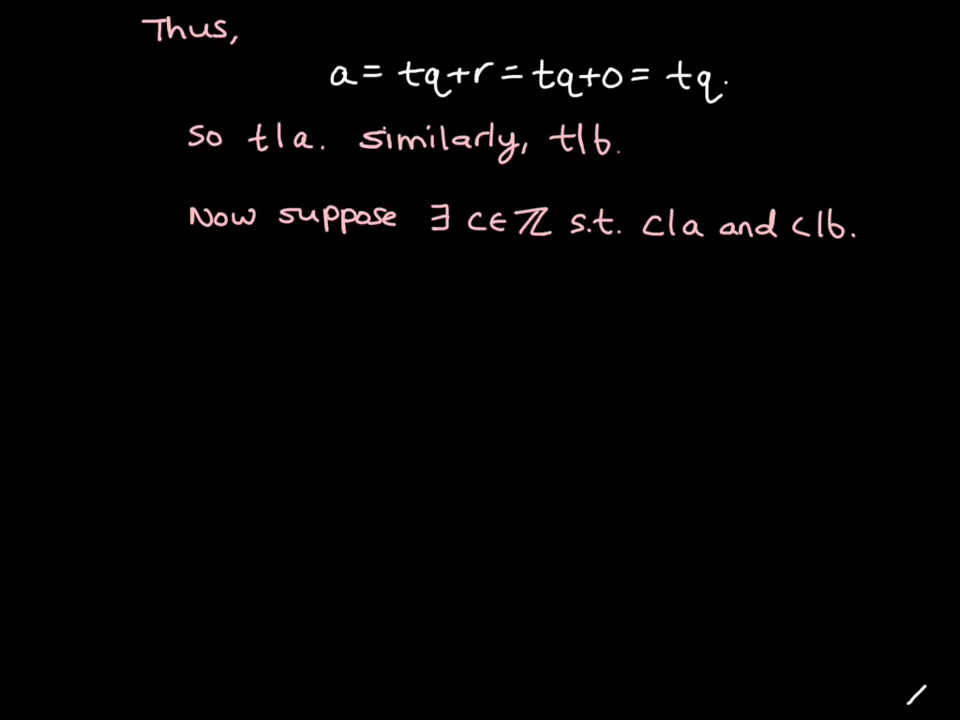 Thus,
a = tq + r = tq + 0 = tq.
So t|a. similarly, t|b.
Now suppose ∃ c ∈ ℤ s.t. c|a and c|b.